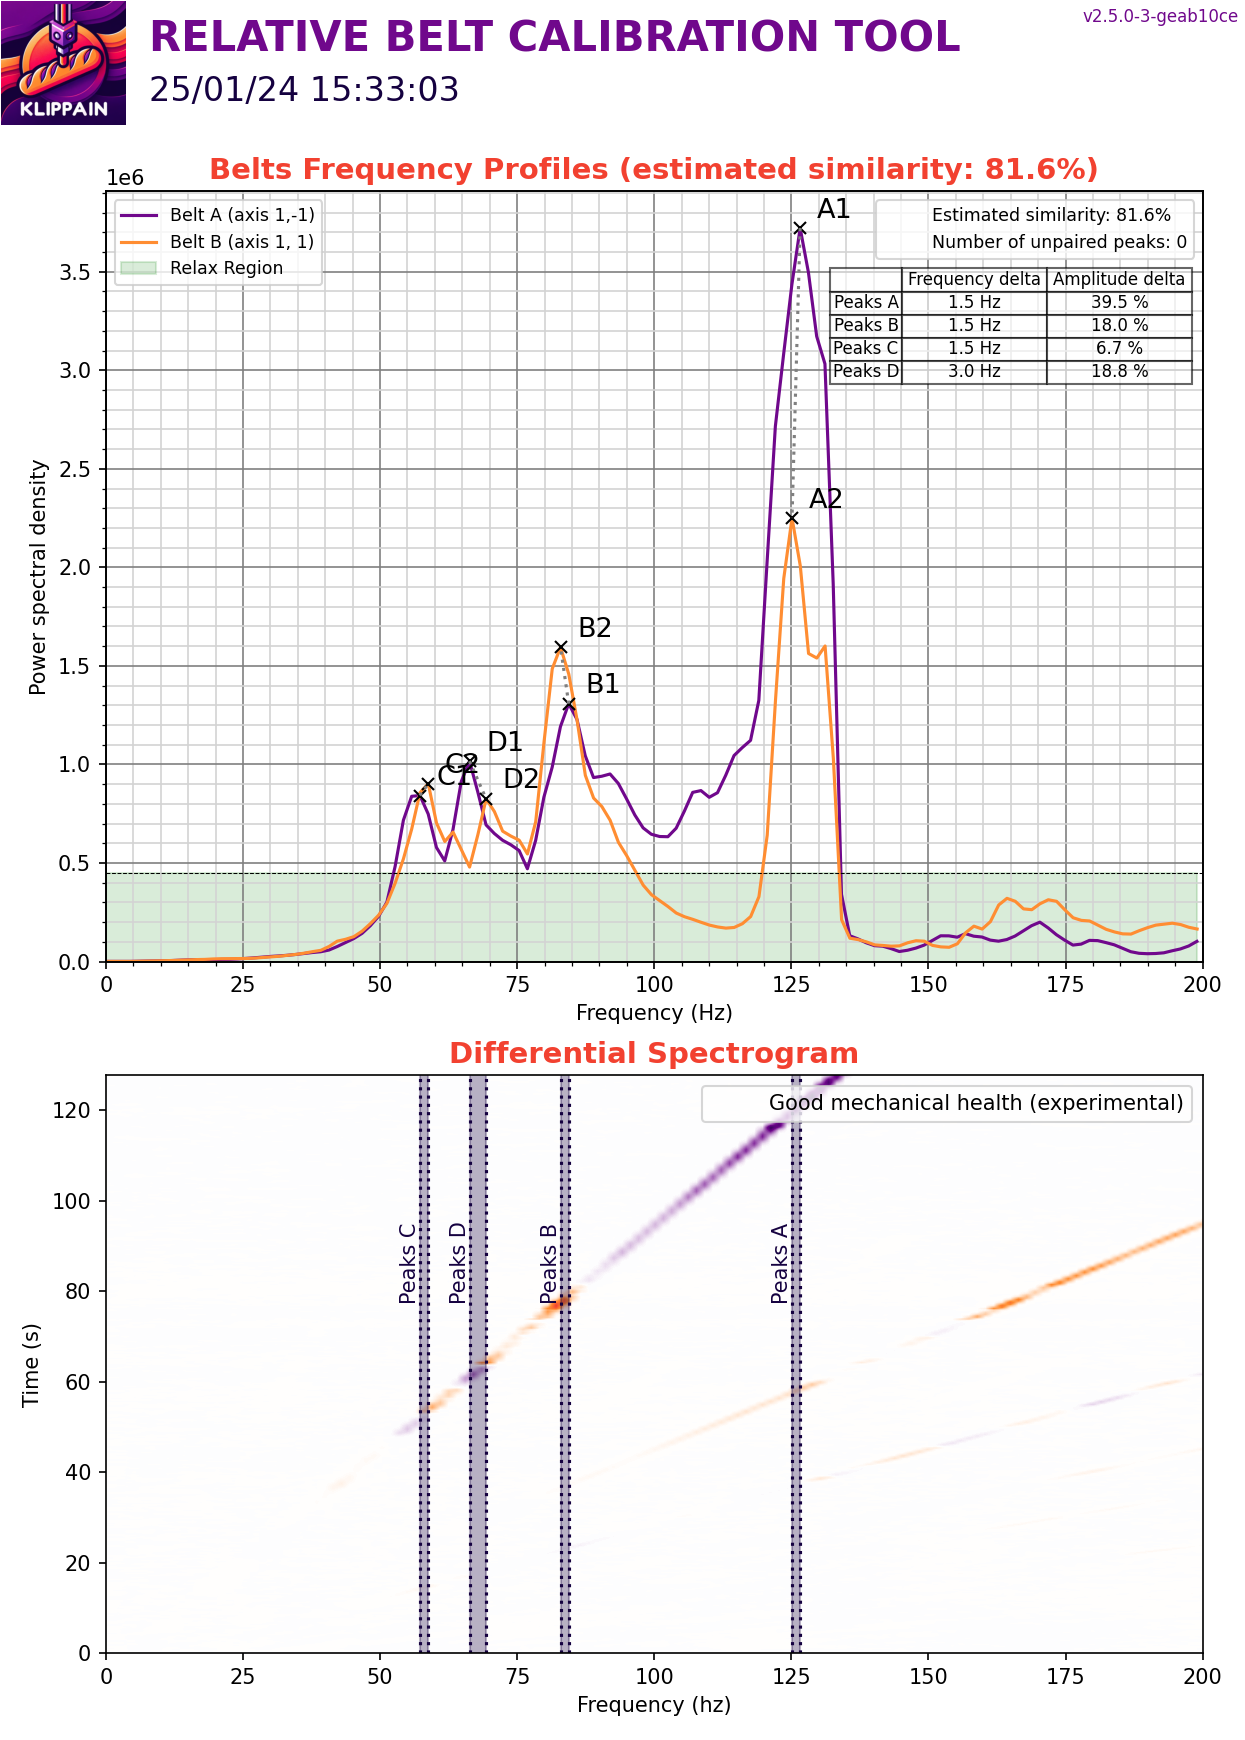 v2.5.0-3-geab10ce
RELATIVE BELT CALIBRATION TOOL
25/01/24 15:33:03
KLIPPAIN
Belts Frequency Profiles (estimated similarity: 81.6%)
1e6
Belt A (axis 1,-1)
Belt B (axis 1, 1)
Relax Region
Estimated similarity: 81.6%
Number of unpaired peaks: 0
Frequency delta Amplitude delta
Peaks A 1.5 Hz 39.5 %
Peaks B 1.5 Hz 18.0 %
Peaks C 1.5 Hz 6.7 %
Peaks D 3.0 Hz 18.8 %
A1
A2
B2
B1
D1
C2
C1
D2
Power spectral density
3.5
3.0
2.5
2.0
1.5
1.0
0.5
0.0
0 25 50 75 100 125 150 175 200
Frequency (Hz)
Differential Spectrogram
Good mechanical health (experimental)
Peaks C
Peaks D
Peaks B
Peaks A
Time (s)
120
100
80
60
40
20
0
0 25 50 75 100 125 150 175 200
Frequency (hz)